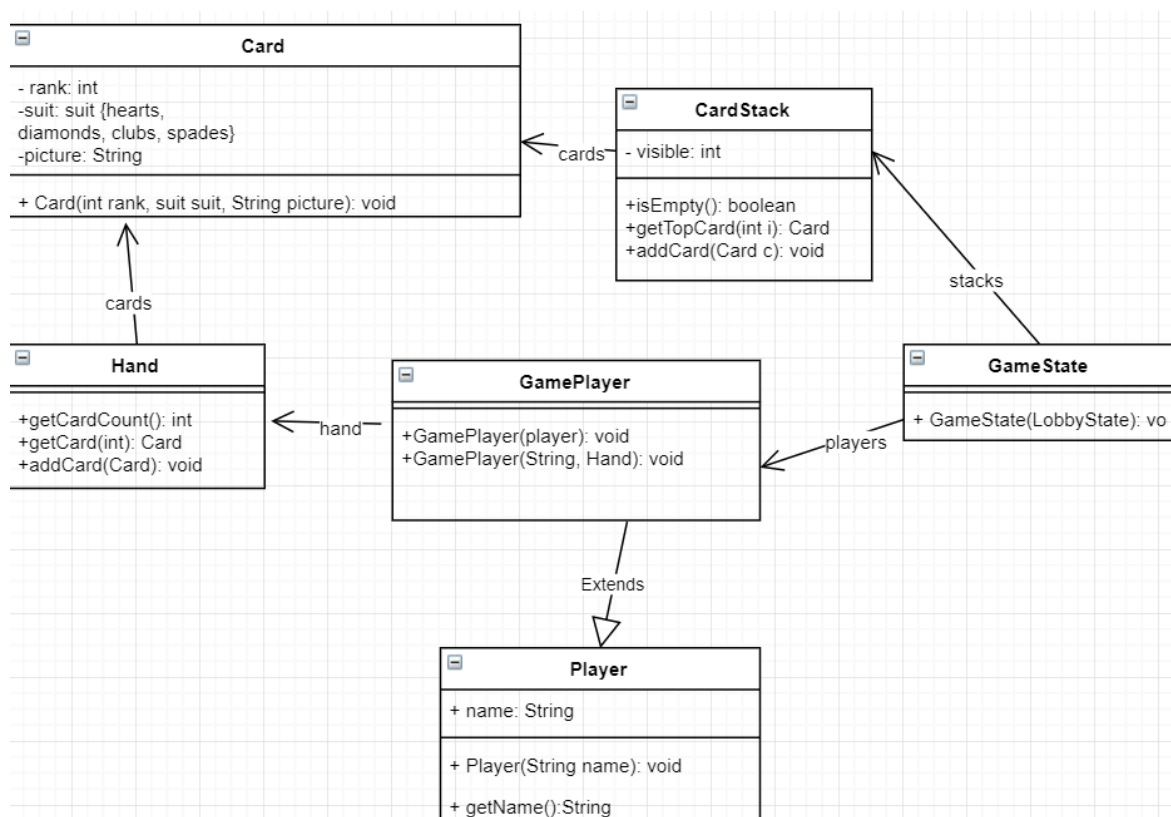 Card
- rank: int
-suit: suit {hearts,
diamonds, clubs, spades}
-picture: String
+ Card(int rank, suit suit, String picture): void
CardStack
- visible: int
+isEmpty(): boolean
+getTopCard(int i): Card
+addCard(Card c): void
cards
stacks
cards
Hand
+getCardCount(): int
+getCard(int): Card
+addCard(Card): void
hand
GamePlayer
+GamePlayer(player): void
+GamePlayer(String, Hand): void
players
GameState
+ GameState(LobbyState): vo
Extends
Player
+ name: String
+ Player(String name): void
+ getName():String